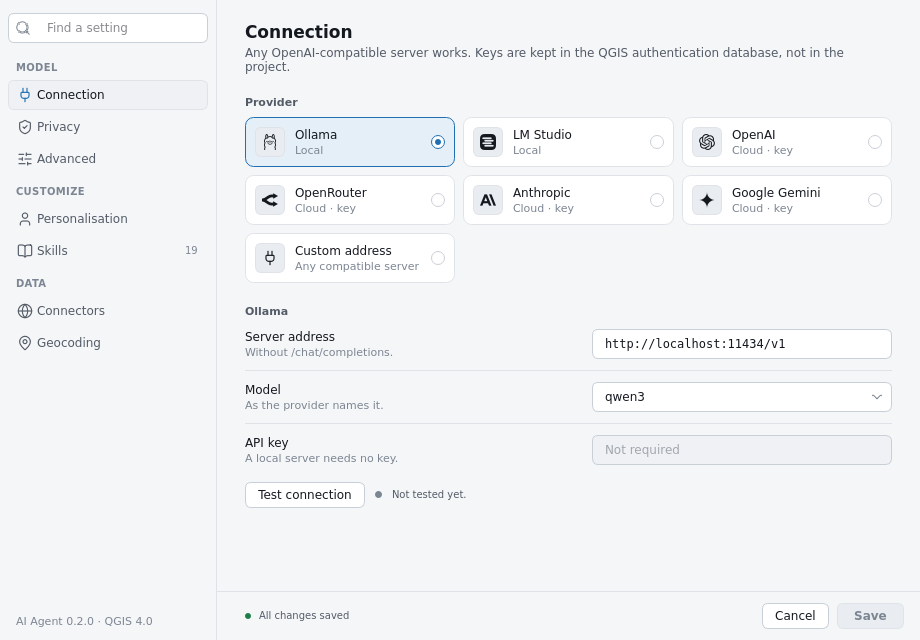 Find a setting
MODEL
Connection
Privacy
Advanced
CUSTOMIZE
Personalisation
Skills 19
DATA
Connectors
Geocoding
AI Agent 0.2.0 · QGIS 4.0
Connection
Any OpenAI-compatible server works. Keys are kept in the QGIS authentication database, not in the
project.
Provider
Ollama
Local
LM Studio
Local
OpenAI
Cloud · key
OpenRouter
Cloud · key
Anthropic
Cloud · key
Google Gemini
Cloud · key
Custom address
Any compatible server
Ollama
Server address
Without /chat/completions.
http://localhost:11434/v1
Model
As the provider names it.
qwen3
API key
A local server needs no key.
Not required
Test connection
Not tested yet.
All changes saved
Cancel
Save